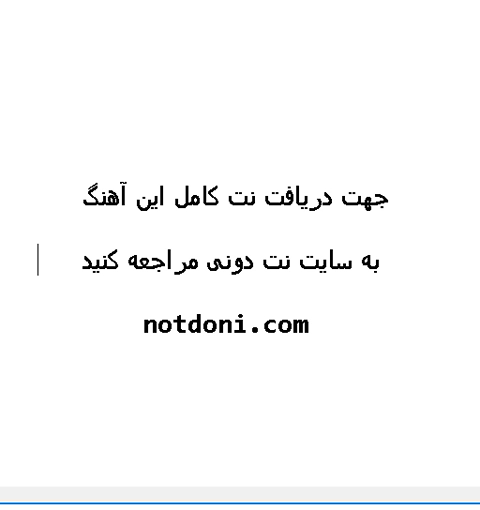 جهت دریافت نت کامل این آهنگ
به سایت نت دونی مراجعه کنید
notdoni.com